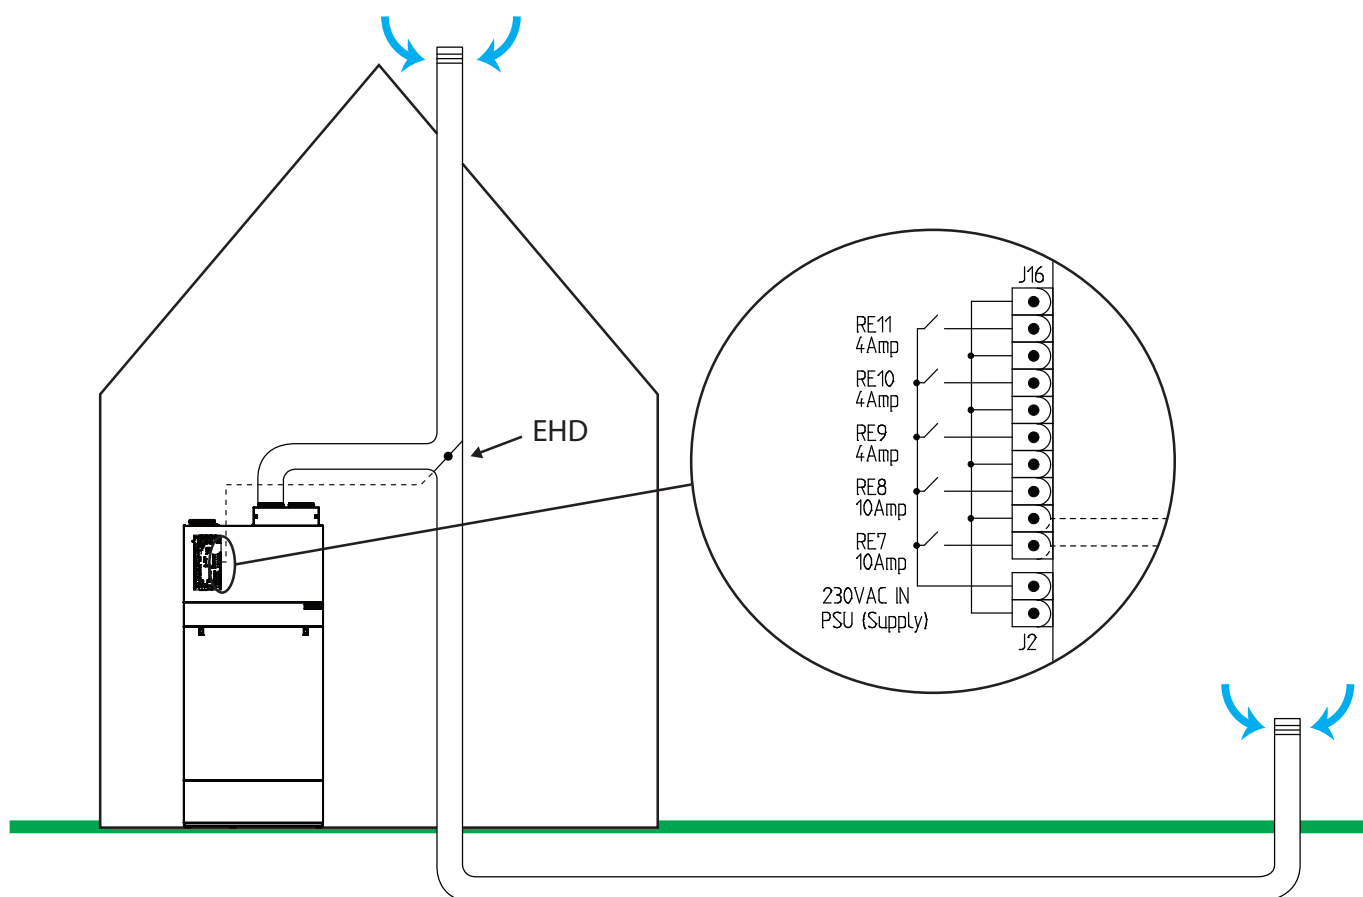 J16
RE11
4Amp
RE10
4Amp
RE9
4Amp
RE8
10Amp
RE7
10Amp
230VAC IN
PSU (Supply)
J2
EHD